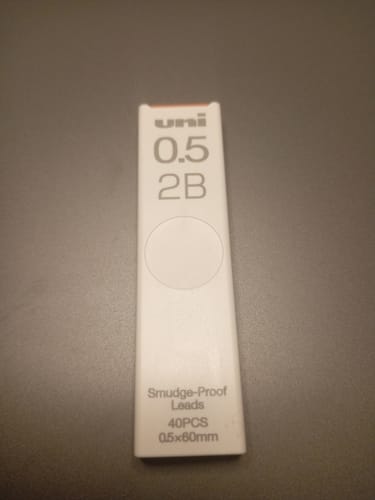 uni
0.5
2B
Smudge-Proof
Leads
40PCS
0.5×60mm